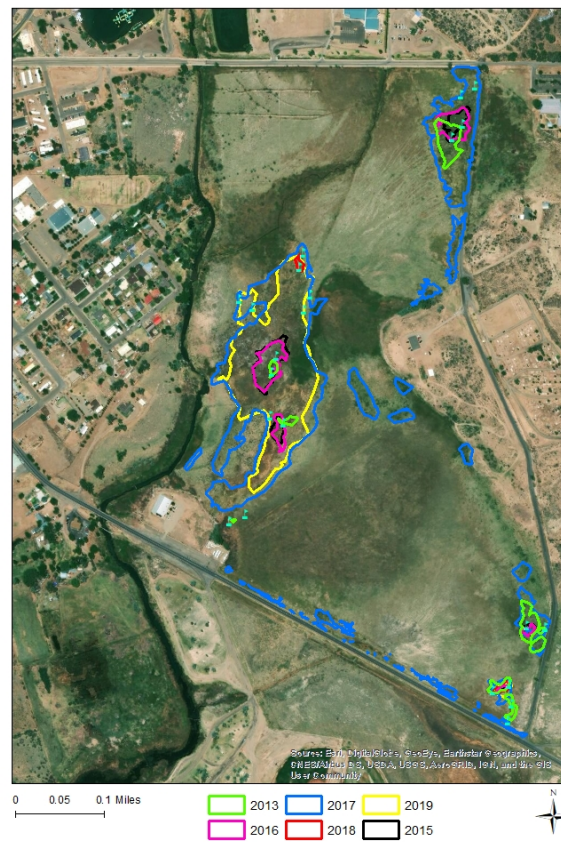 Source: Esri, DigitalGlobe, GeoEye, Earthstar Geographics,
CNES/Airbus DS, USDA, USGS, AeroGRID, IGN, and the GIS
User Community
0 0.05 0.1 Miles
2013 2017 2019
2016 2018 2015
N